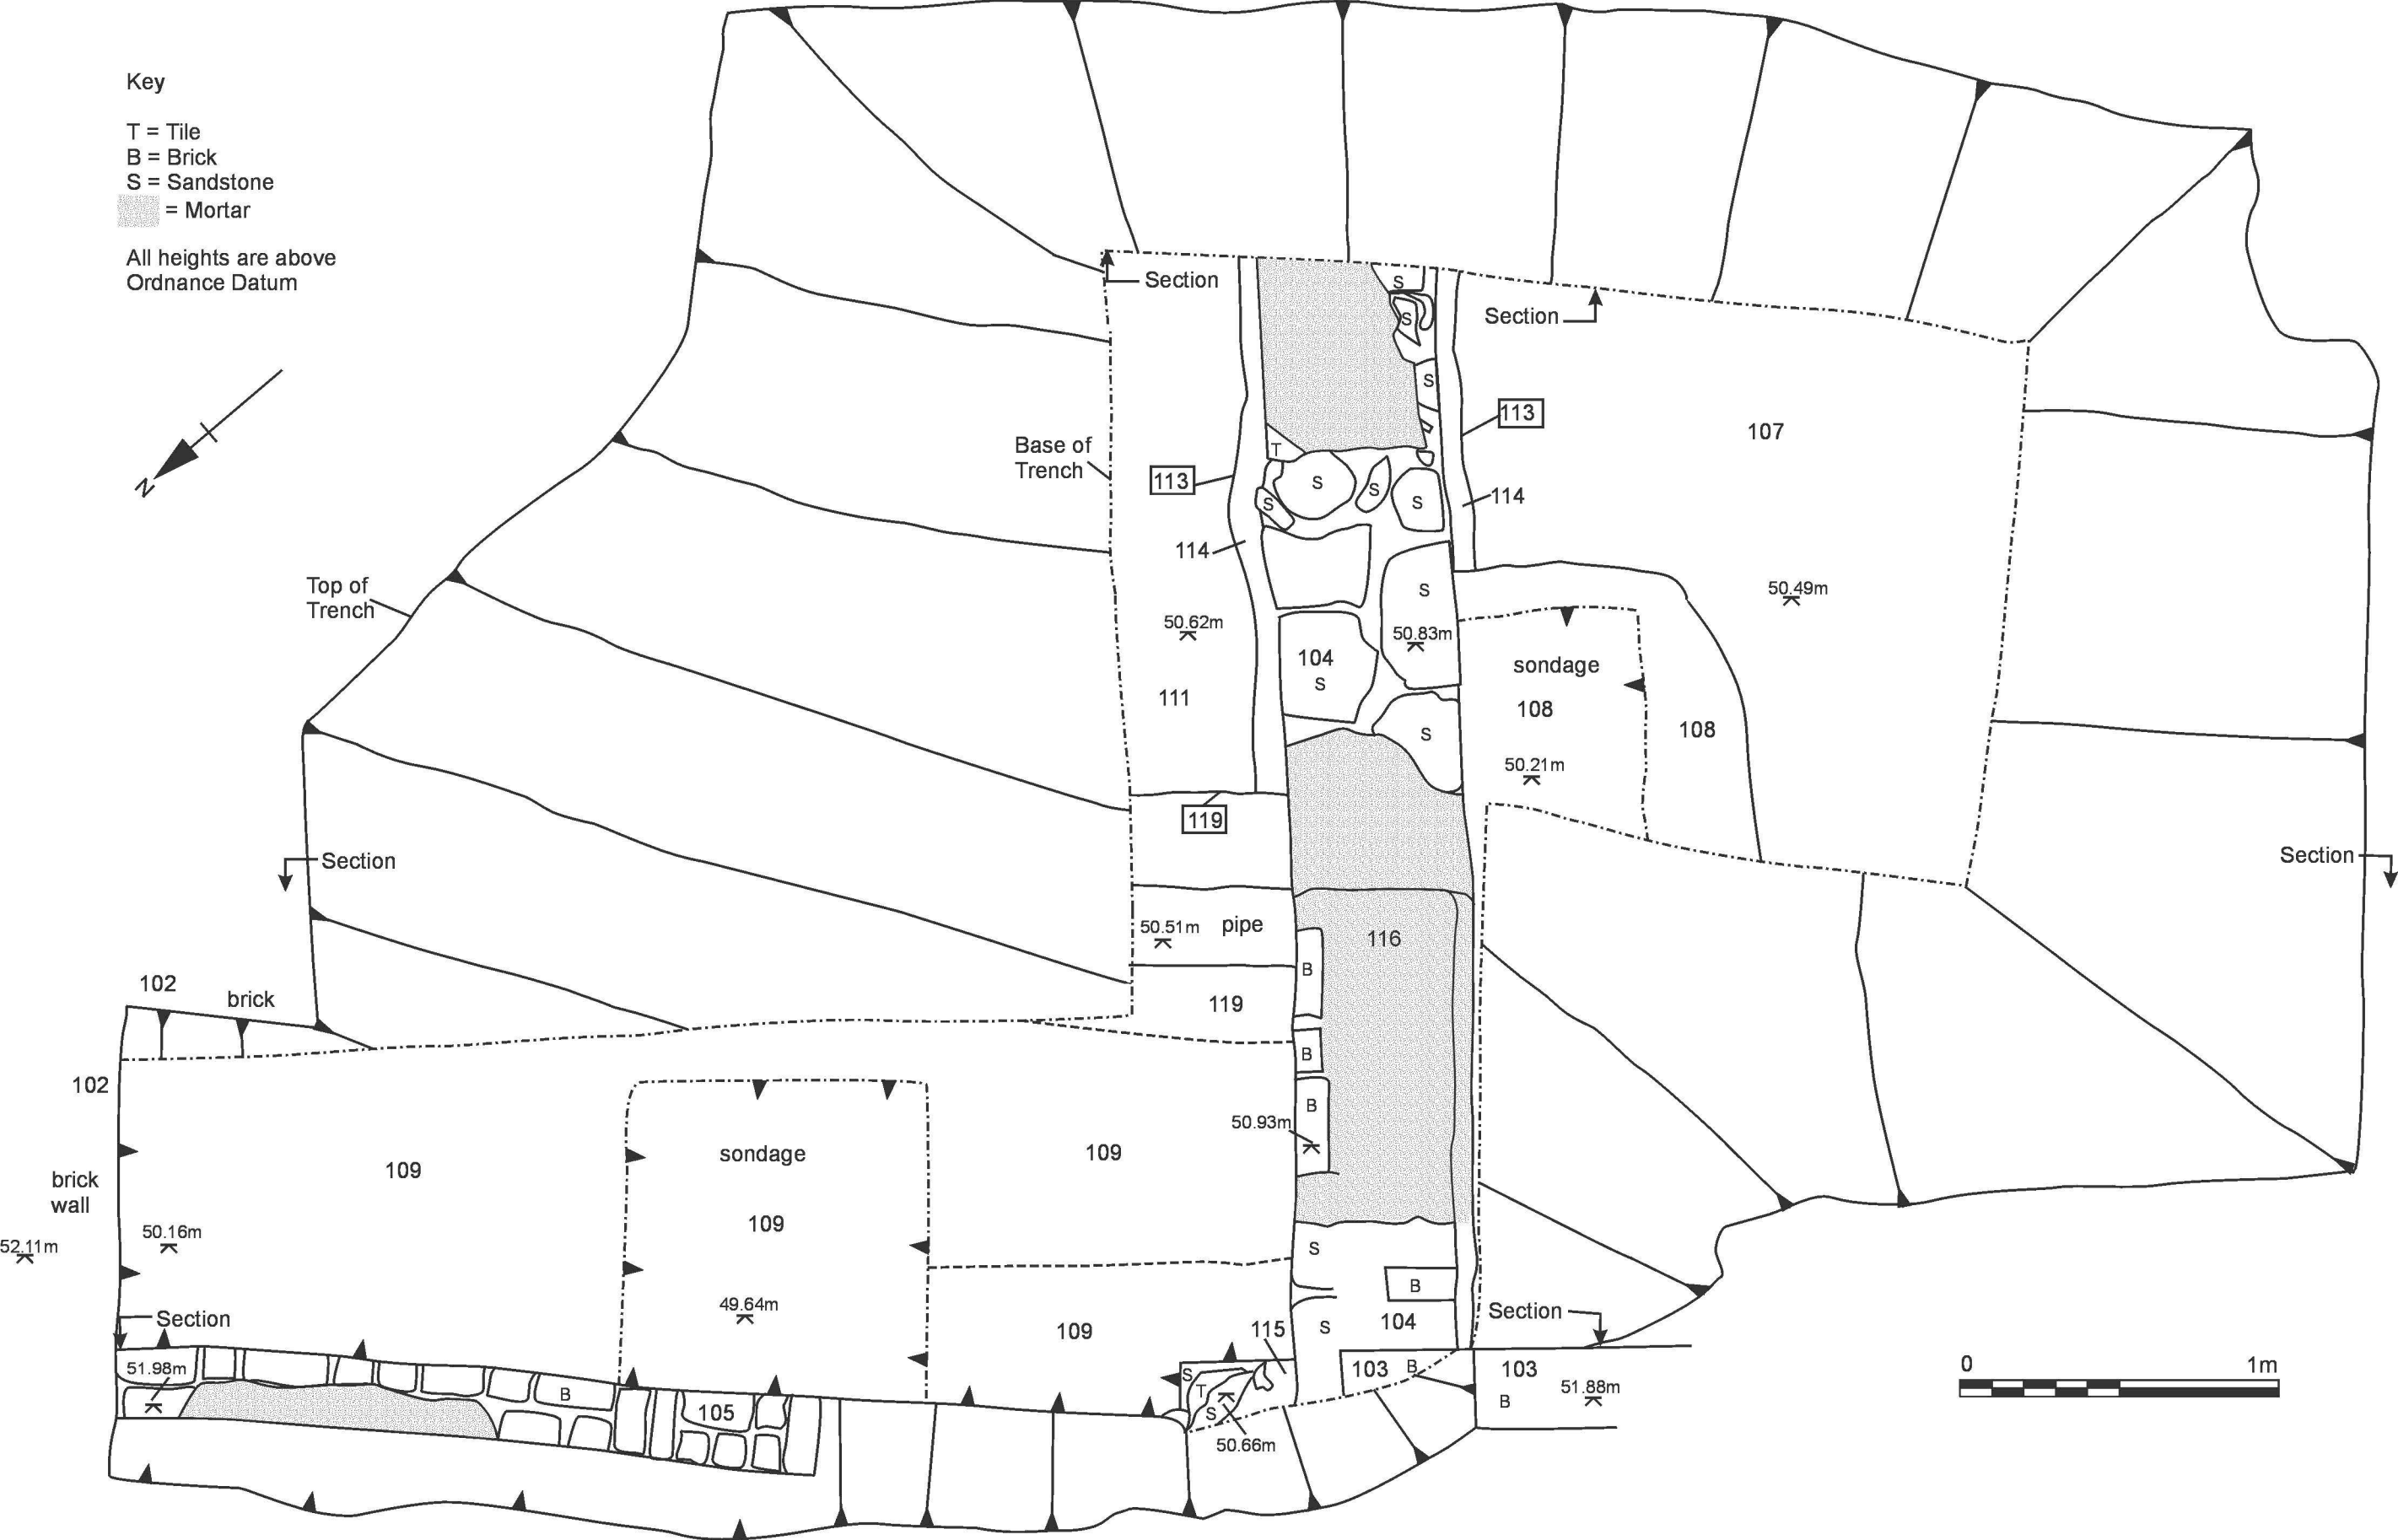 Key
T = Tile
B = Brick
S = Sandstone
= Mortar
All heights are above
Ordnance Datum
N
Section
Section
S
S
S
113
107
Base of
Trench
T
113
S
S
S
S
114
114
Top of
Trench
50.49m
S
50.62m
50.83m
104
S
sondage
111
108
108
S
50.21m
119
Section
Section
50.51m
pipe
116
B
102
brick
119
B
102
B
50.93m
sondage
109
109
brick
wall
109
50.16m
52.11m
S
B
49.64m
Section
Section
109
115
S
104
0
1m
51.98m
S
103
B
103
B
T
51.88m
B
105
S
50.66m